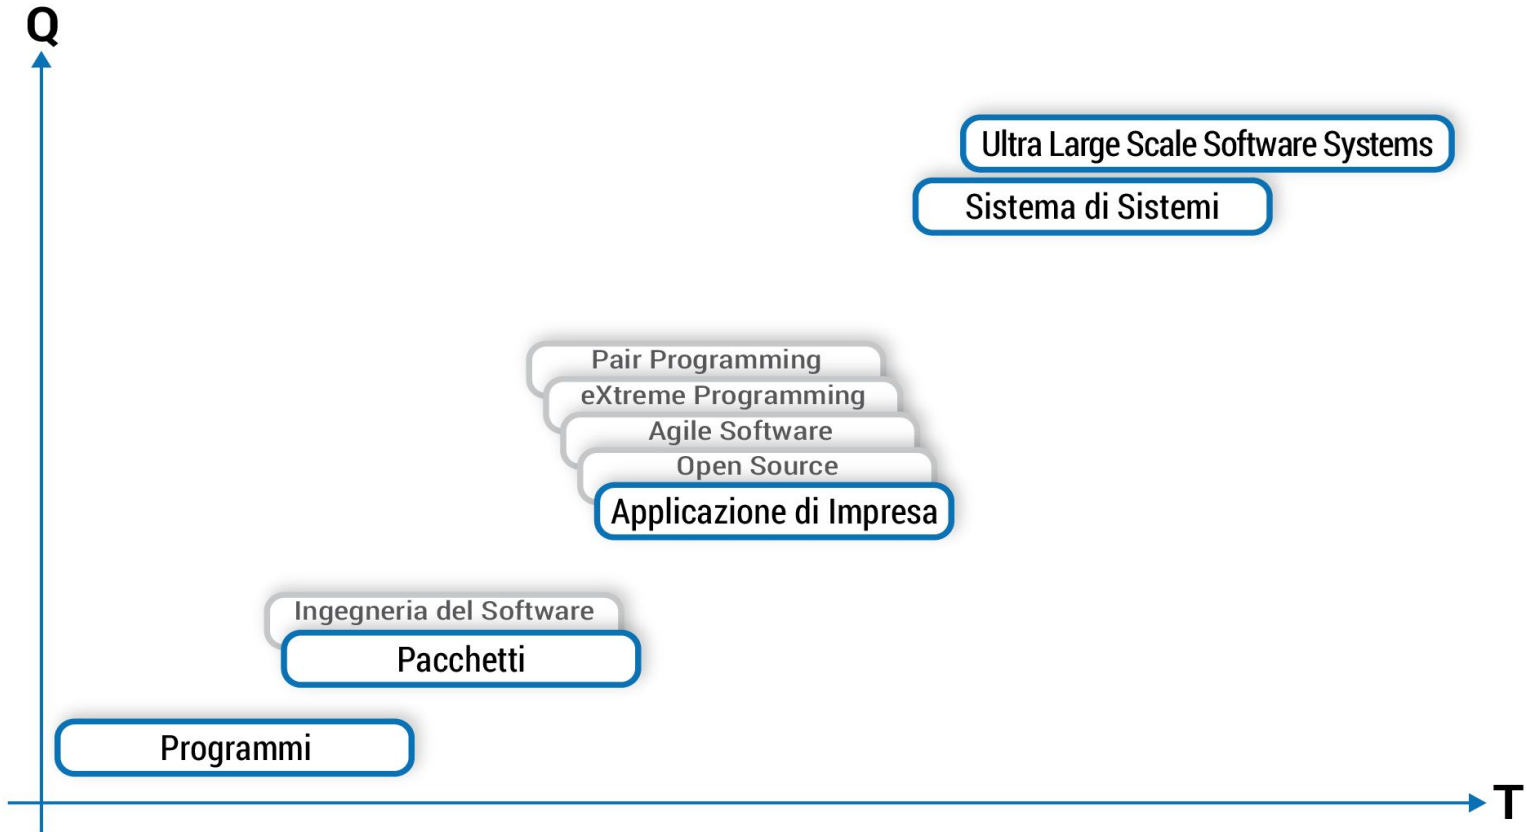 Q
Ultra Large Scale Software Systems
Sistema di Sistemi
Pair Programming
eXtreme Programming
Agile Software
Open Source
Applicazione di Impresa
Ingegneria del Software
Pacchetti
Programmi
T